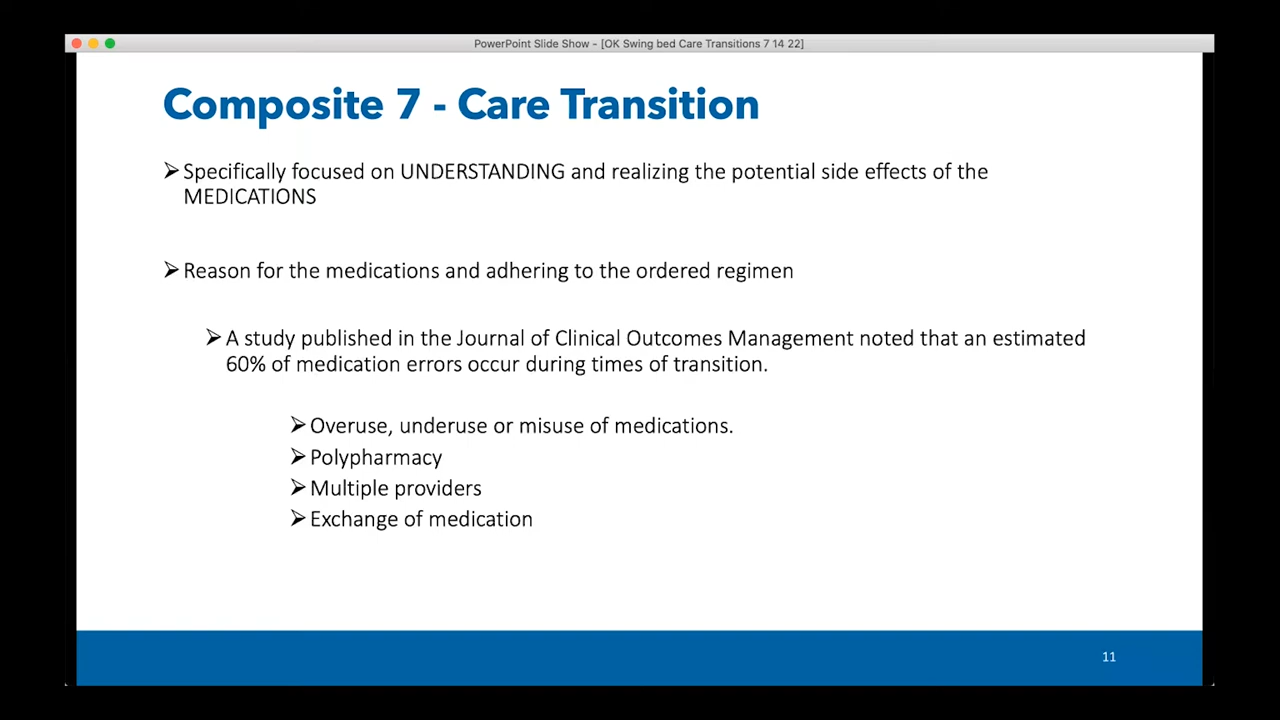 PowerPoint Slide Show - [OK Swing bed Care Transitions 7 14 22]
Composite 7 - Care Transition
Specifically focused on UNDERSTANDING and realizing the potential side effects of the
MEDICATIONS
Reason for the medications and adhering to the ordered regimen
A study published in the Journal of Clinical Outcomes Management noted that an estimated
60% of medication errors occur during times of transition.
Overuse, underuse or misuse of medications.
Polypharmacy
Multiple providers
Exchange of medication
11